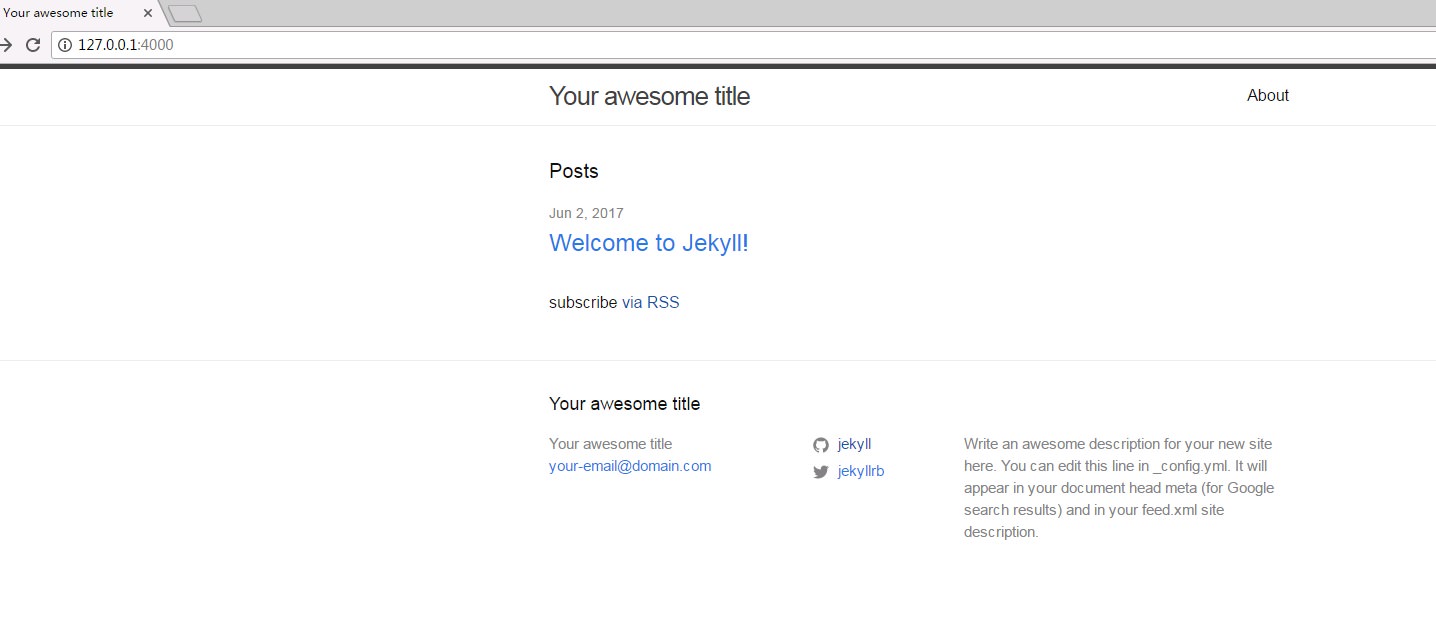 Your awesome title
127.0.0.1:4000
Your awesome title
About
Posts
Jun 2, 2017
Welcome to Jekyll!
subscribe via RSS
Your awesome title
Your awesome title
your-email@domain.com
jekyll
jekyllrb
Write an awesome description for your new site
here. You can edit this line in _config.yml. It will
appear in your document head meta (for Google
search results) and in your feed.xml site
description.